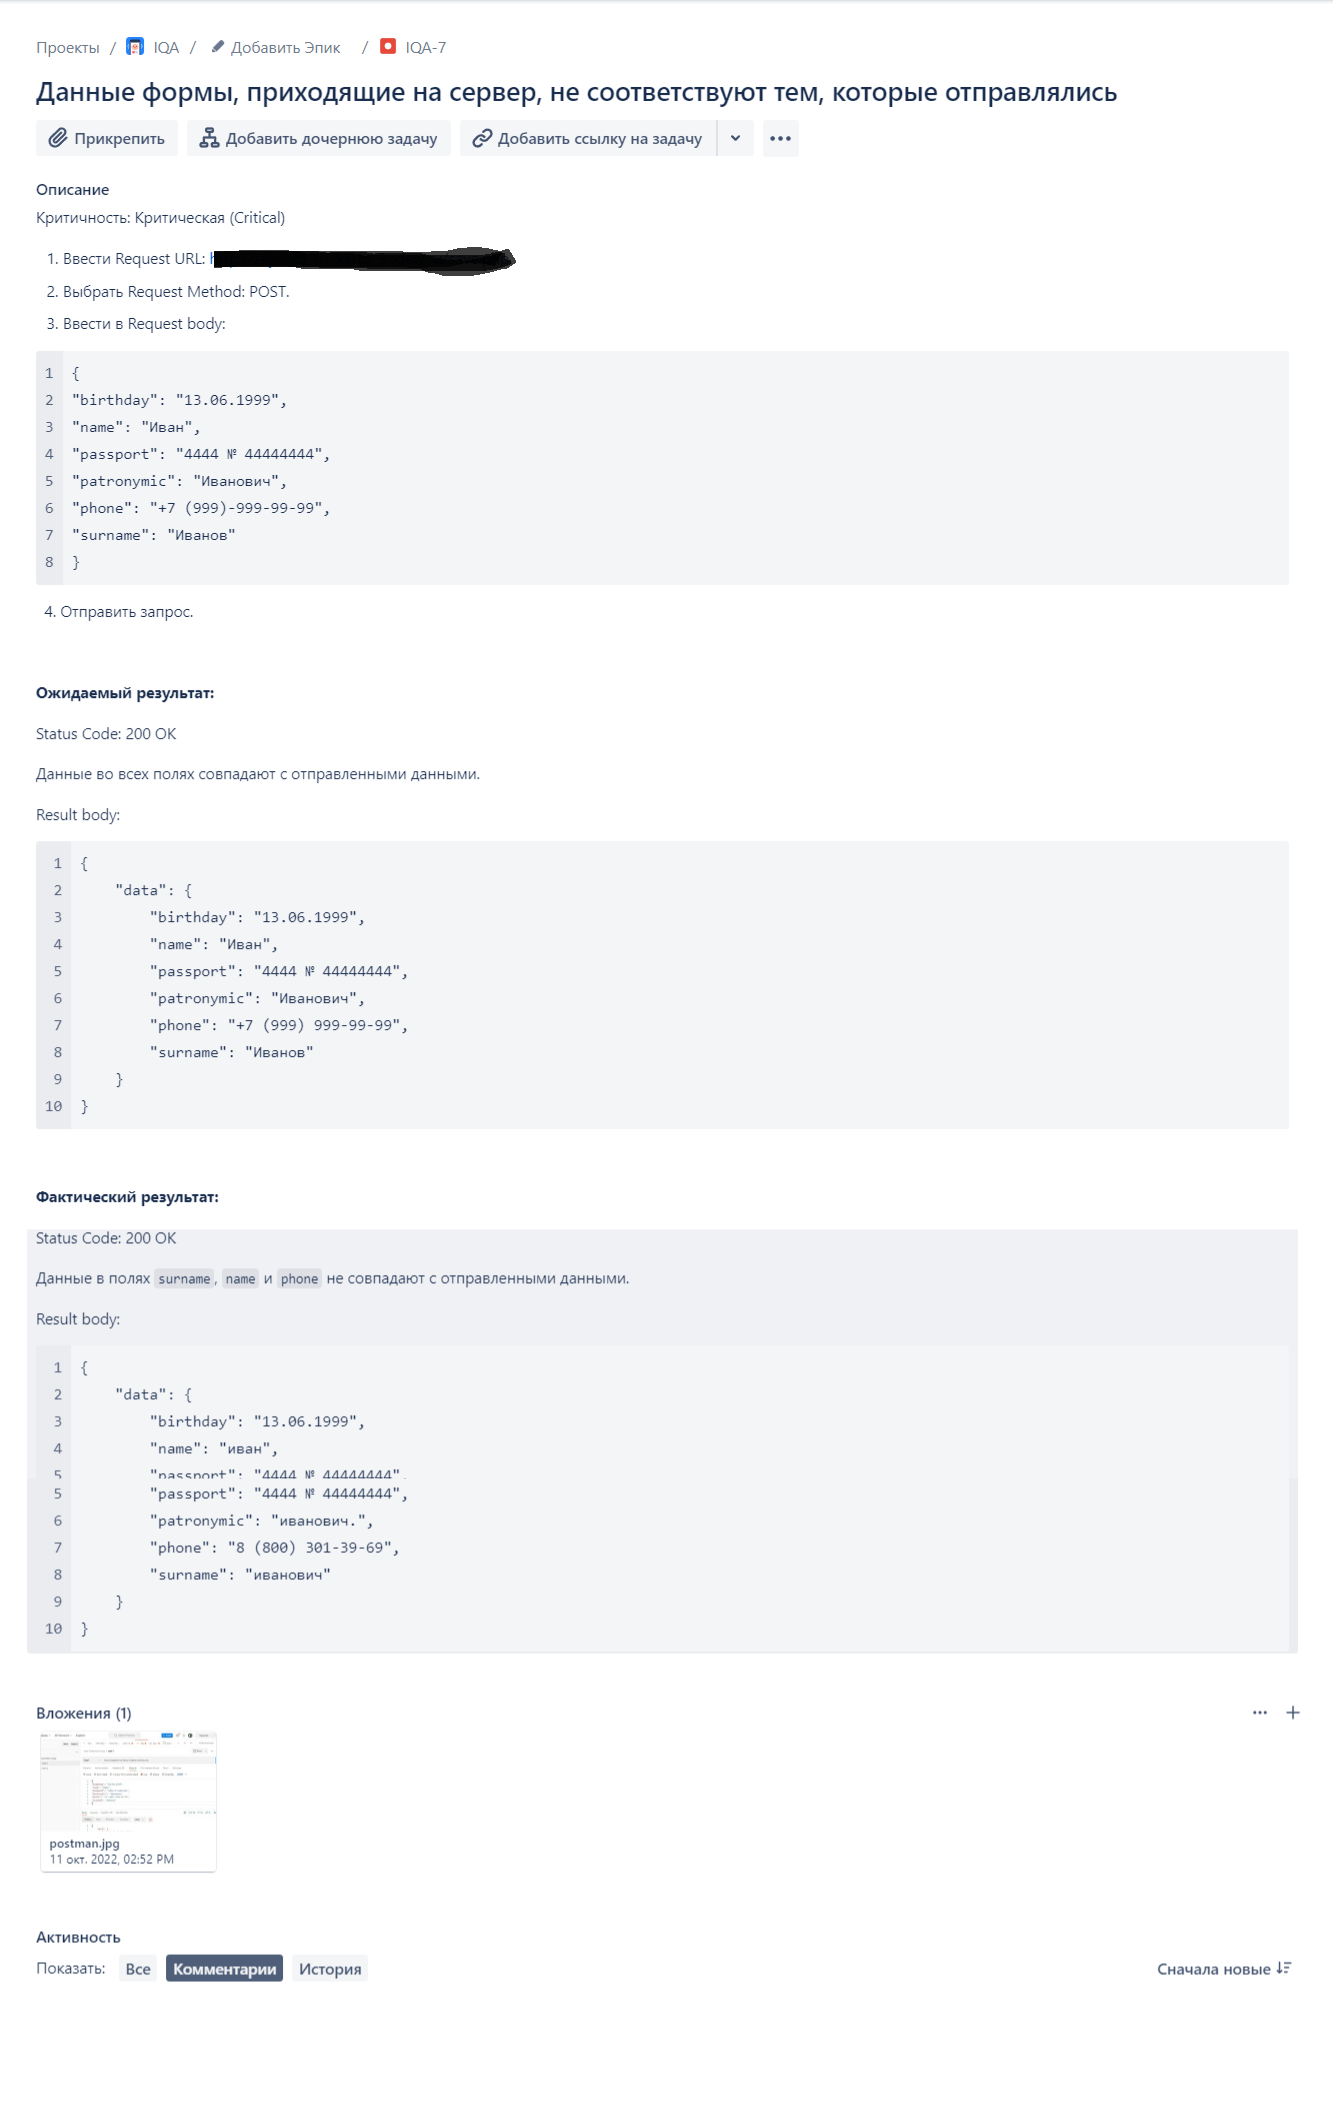 Проекты / IQA / Добавить Эпик / IQA-7
Данные формы, приходящие на сервер, не соответствуют тем, которые отправлялись
Прикрепить Добавить дочернюю задачу Добавить ссылку на задачу
Описание
Критичность: Критическая (Critical)
1. Ввести Request URL:
2. Выбрать Request Method: POST.
3. Ввести в Request body:
1 {
2 "birthday": "13.06.1999",
3 "name": "Иван",
4 "passport": "4444 № 44444444",
5 "patronymic": "Иванович",
6 "phone": "+7 (999)-999-99-99",
7 "surname": "Иванов"
8 }
4. Отправить запрос.
Ожидаемый результат:
Status Code: 200 OK
Данные во всех полях совпадают с отправленными данными.
Result body:
1 {
2 "data": {
3 "birthday": "13.06.1999",
4 "name": "Иван",
5 "passport": "4444 № 44444444",
6 "patronymic": "Иванович",
7 "phone": "+7 (999) 999-99-99",
8 "surname": "Иванов"
9 }
10 }
Фактический результат:
Status Code: 200 OK
Данные в полях surname, name и phone не совпадают с отправленными данными.
Result body:
1 {
2 "data": {
3 "birthday": "13.06.1999",
4 "name": "иван",
5 "passport": "4444 № 44444444",
5 "passport": "4444 № 44444444",
6 "patronymic": "иванович.",
7 "phone": "8 (800) 301-39-69",
8 "surname": "иванович"
9 }
10 }
Вложения (1)
postman.jpg
11 окт. 2022, 02:52 PM
Активность
Показать: Все Комментарии История Сначала новые